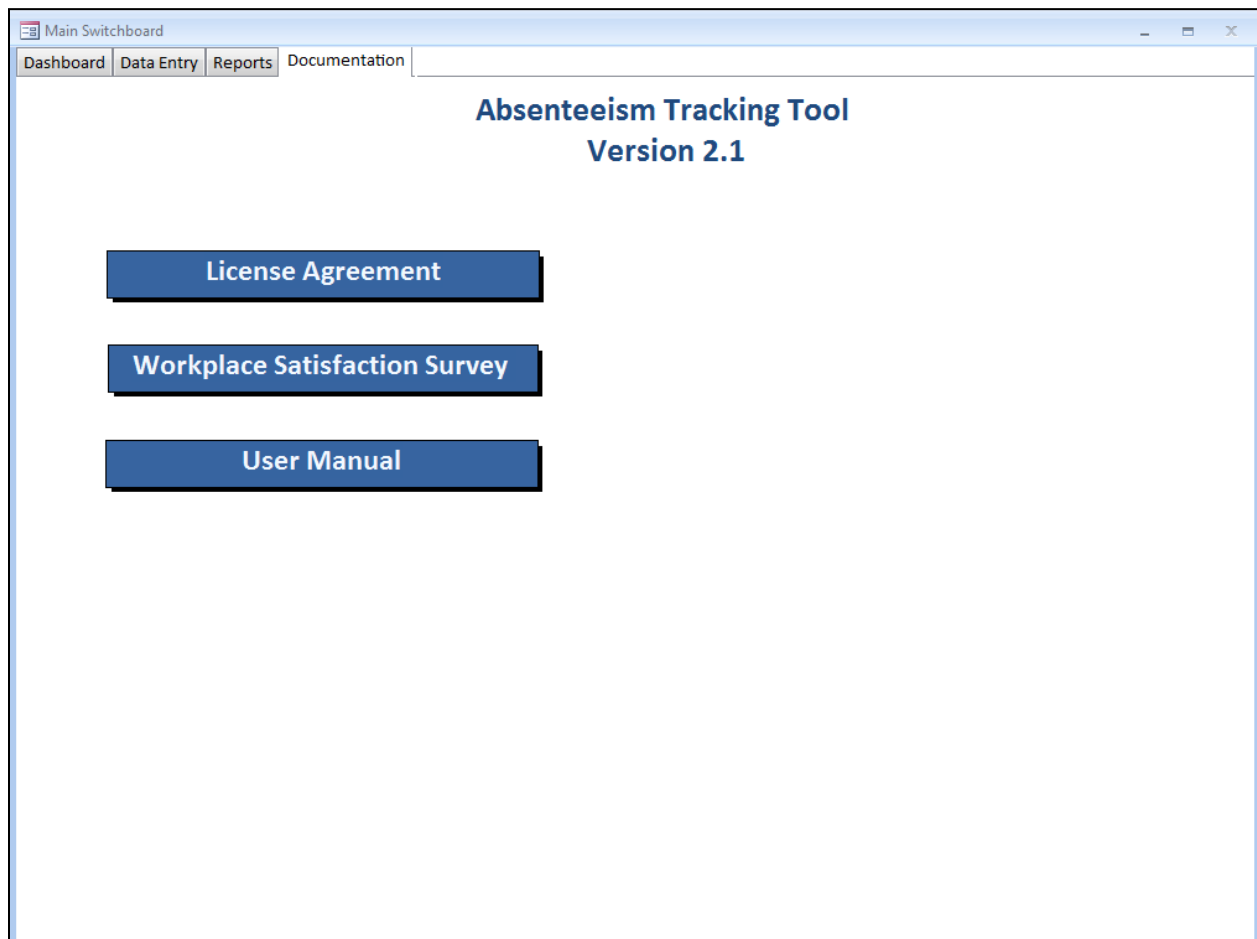 Main Switchboard
Dashboard Data Entry Reports Documentation
Absenteeism Tracking Tool
Version 2.1
License Agreement
Workplace Satisfaction Survey
User Manual